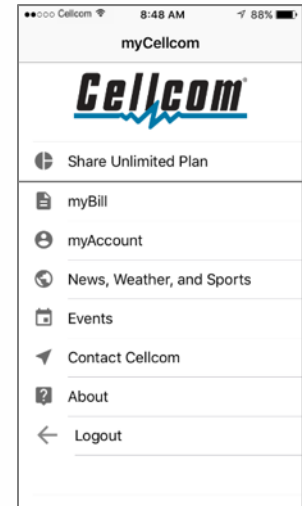 Cellcom 8:48 AM 88%
myCellcom
Cellcom
Share Unlimited Plan
myBill
myAccount
News, Weather, and Sports
Events
Contact Cellcom
About
Logout